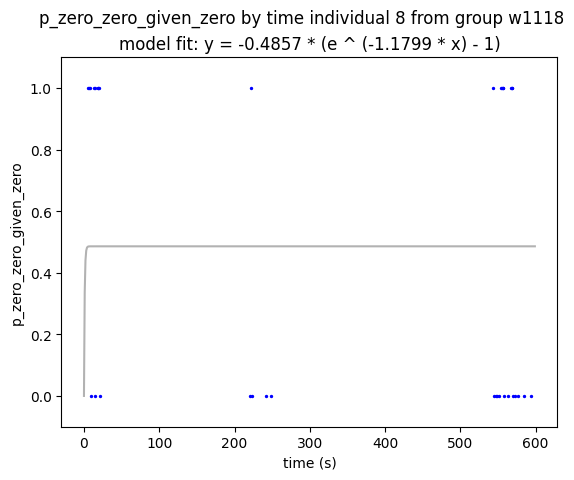 p_zero_zero_given_zero by time individual 8 from group w1118
model fit: y = -0.4857 * (e ^ (-1.1799 * x) - 1)
1.0
0.8
0.6
0.4
0.2
0.0
p_zero_zero_given_zero
0 100 200 300 400 500 600
time (s)